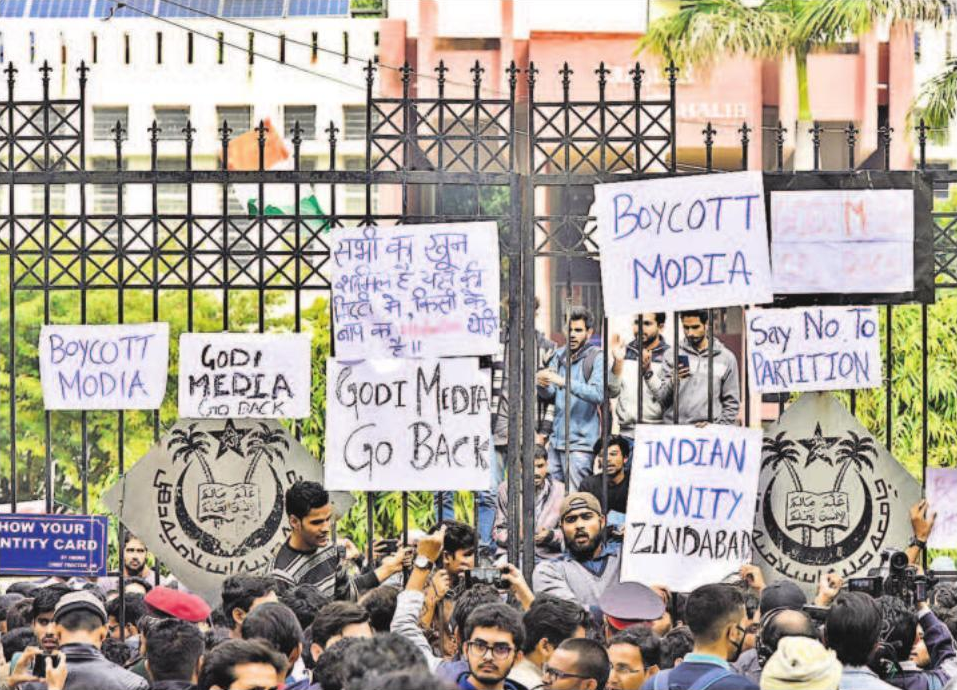 GHALIB
BOYCOTT
MODIA
M
सभी का खून
शामिल है यहाँ की
मिट्टी में, किसी के
बाप का
थोड़ी
है॥
Say No To
PARTITION
BOYCOTT
MODIA
GODI
MEDIA
GO BACK
GODI MEDIA
GO BACK
INDIAN
UNITY
ZINDABAD
HOW YOUR
NTITY CARD